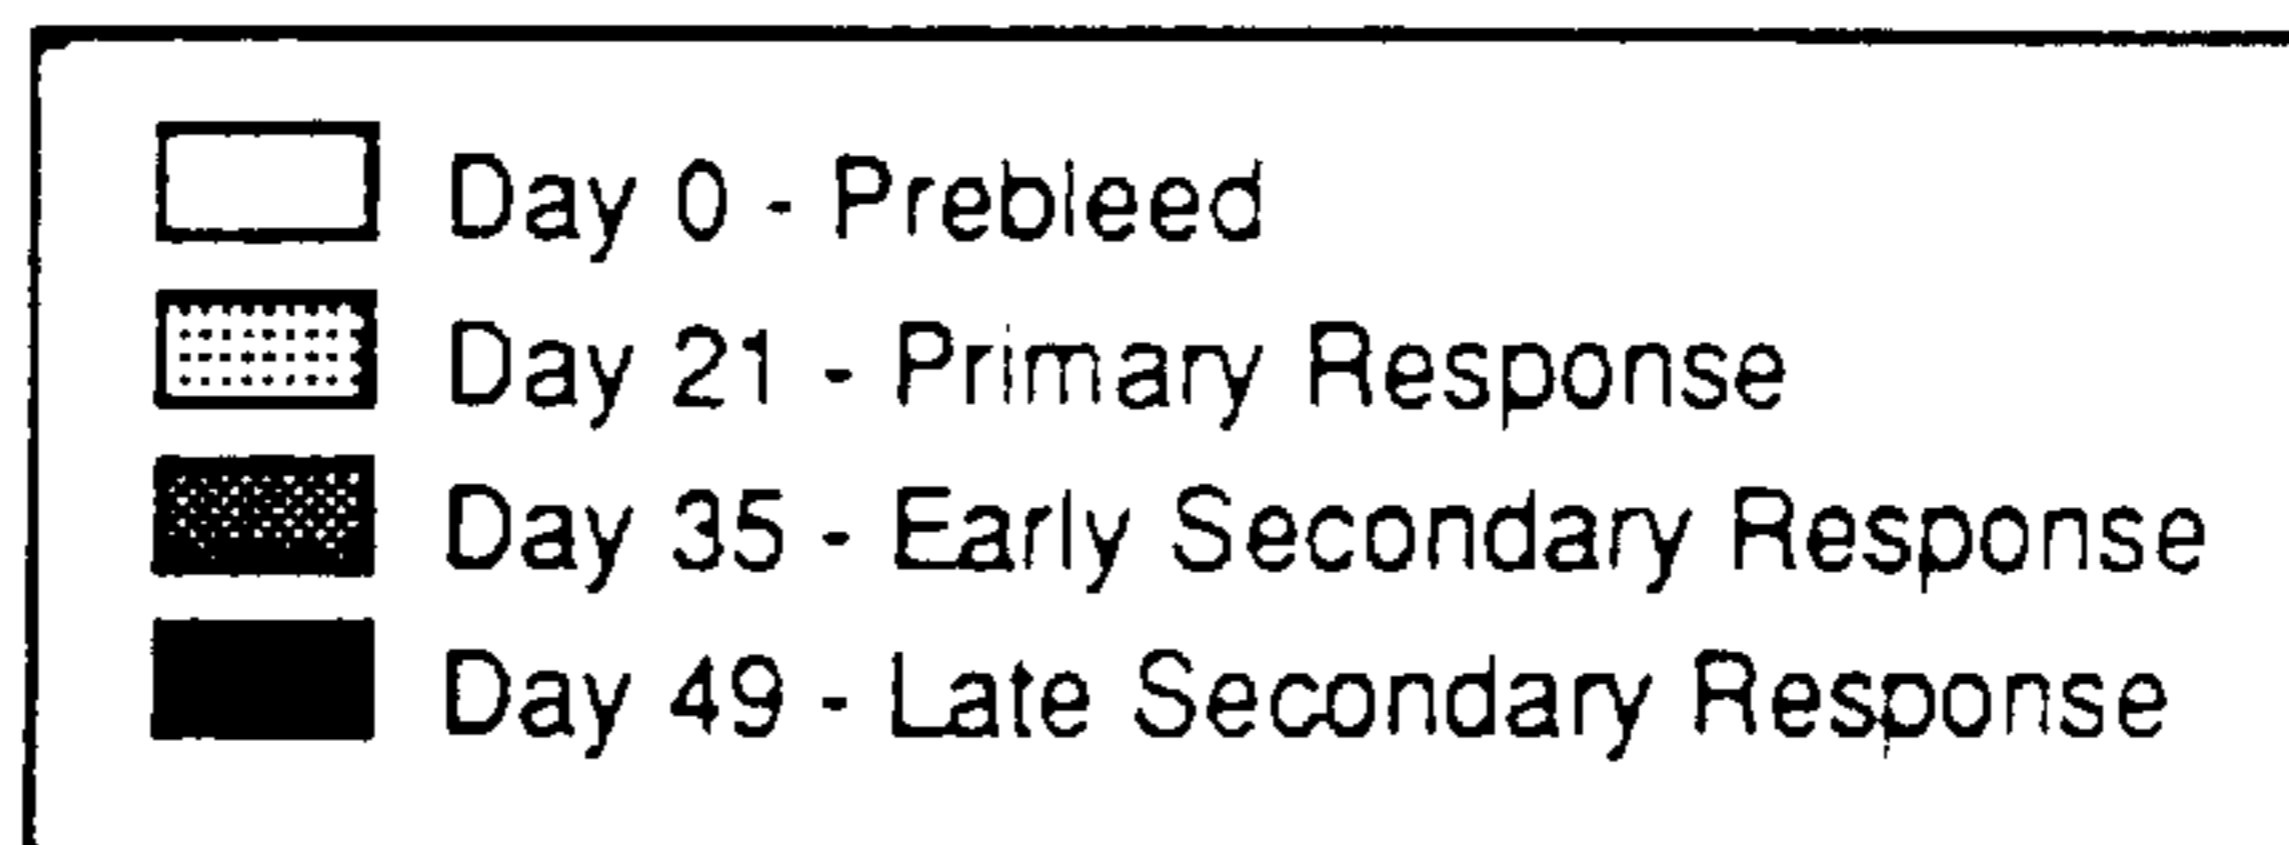 Day 0 - Prebleed
Day 21 - Primary Response
Day 35 - Early Secondary Response
Day 49 - Late Secondary Response